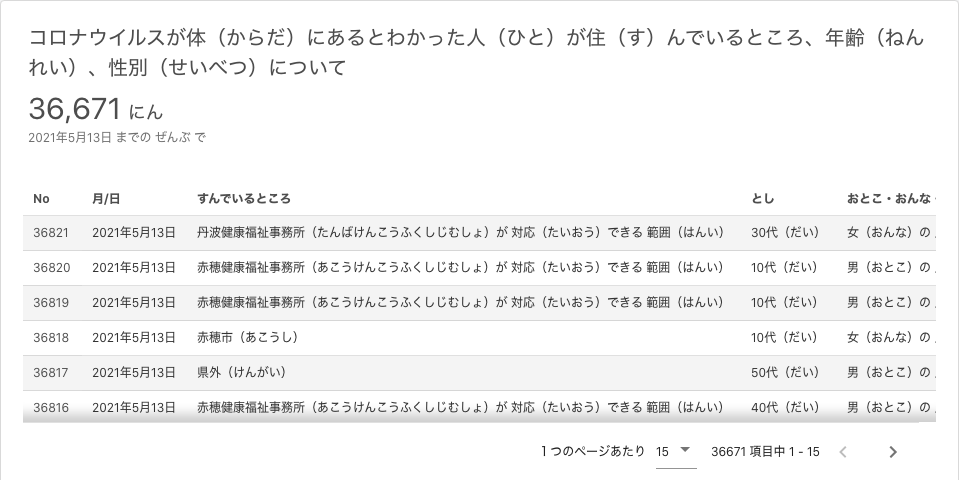 コロナウイルスが体（からだ）にあるとわかった人（ひと）が住（す）んでいるところ、年齢（ねん
れい）、性別（せいべつ）について
36,671 にん
2021年5月13日 までの ぜんぶ で
No 月/日 すんでいるところ とし おとこ・おんな
36821 2021年5月13日 丹波健康福祉事務所（たんばけんこうふくしじむしょ）が 対応（たいおう）できる 範囲（はんい） 30代（だい） 女（おんな）の
36820 2021年5月13日 赤穂健康福祉事務所（あこうけんこうふくしじむしょ）が 対応（たいおう）できる 範囲（はんい） 10代（だい） 男（おとこ）の
36819 2021年5月13日 赤穂健康福祉事務所（あこうけんこうふくしじむしょ）が 対応（たいおう）できる 範囲（はんい） 10代（だい） 男（おとこ）の
36818 2021年5月13日 赤穂市（あこうし） 10代（だい） 女（おんな）の
36817 2021年5月13日 県外（けんがい） 50代（だい） 男（おとこ）の
36816 2021年5月13日 赤穂健康福祉事務所（あこうけんこうふくしじむしょ）が 対応（たいおう）できる 範囲（はんい） 40代（だい） 男（おとこ）の
1 つのページあたり 15 36671 項目中 1 - 15